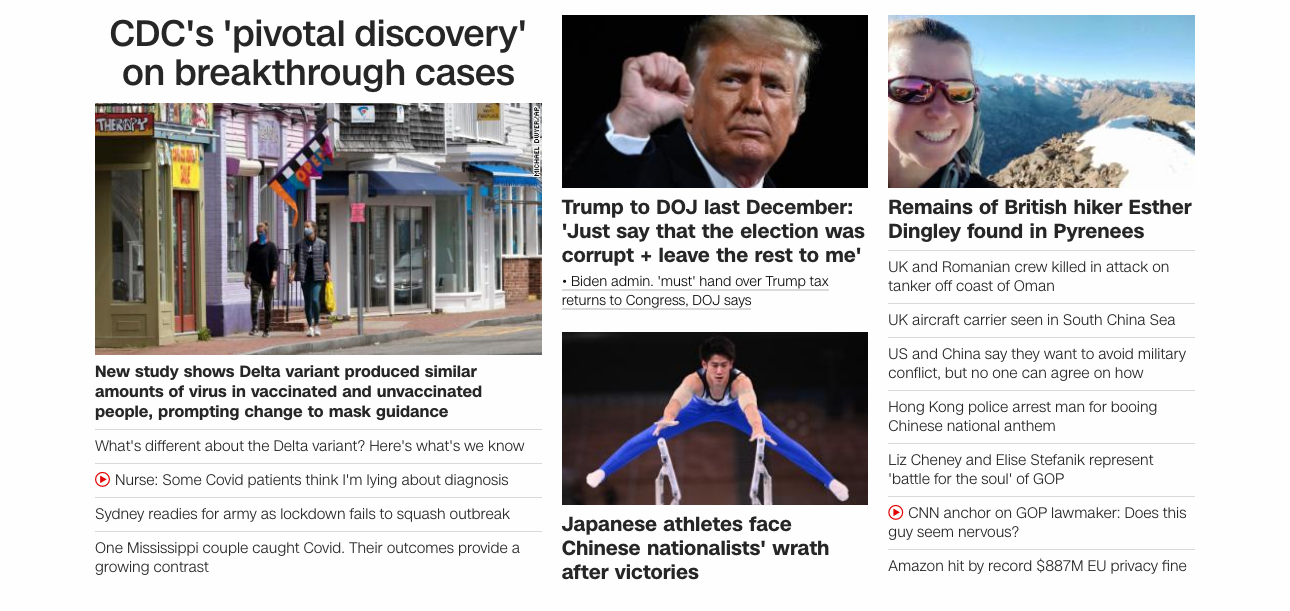 CDC's 'pivotal discovery'
on breakthrough cases
THERAPY
SALE
OPEN
MICHAEL DWYER/AP
New study shows Delta variant produced similar
amounts of virus in vaccinated and unvaccinated
people, prompting change to mask guidance
What's different about the Delta variant? Here's what's we know
Nurse: Some Covid patients think I'm lying about diagnosis
Sydney readies for army as lockdown fails to squash outbreak
One Mississippi couple caught Covid. Their outcomes provide a
growing contrast
Trump to DOJ last December:
'Just say that the election was
corrupt + leave the rest to me'
• Biden admin. 'must' hand over Trump tax
returns to Congress, DOJ says
Japanese athletes face
Chinese nationalists' wrath
after victories
Remains of British hiker Esther
Dingley found in Pyrenees
UK and Romanian crew killed in attack on
tanker off coast of Oman
UK aircraft carrier seen in South China Sea
US and China say they want to avoid military
conflict, but no one can agree on how
Hong Kong police arrest man for booing
Chinese national anthem
Liz Cheney and Elise Stefanik represent
'battle for the soul' of GOP
CNN anchor on GOP lawmaker: Does this
guy seem nervous?
Amazon hit by record $887M EU privacy fine